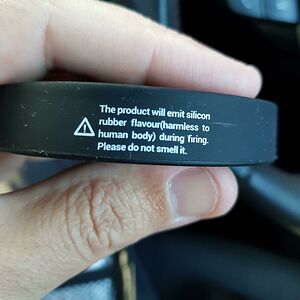 The product will emit silicon
rubber flavour(harmless to
human body) during firing.
Please do not smell it.